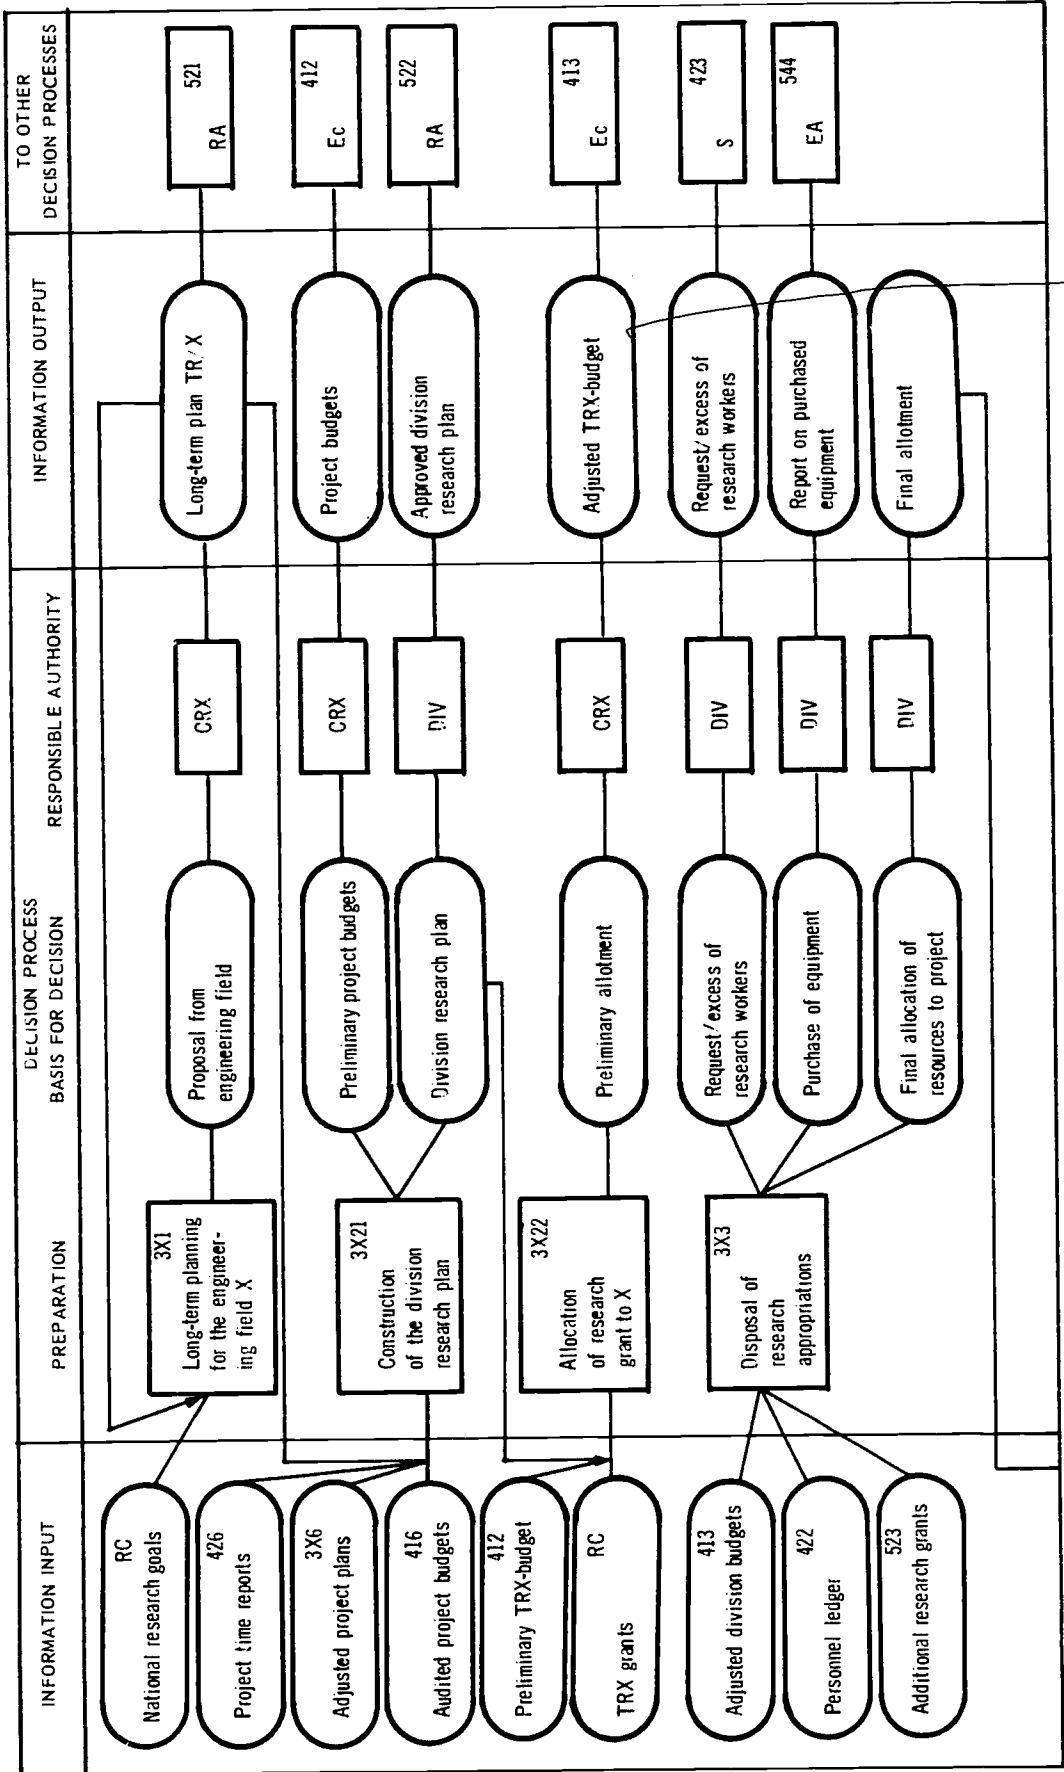 DECISION PROCESS
INFORMATION INPUT
PREPARATION
BASIS FOR DECISION
RESPONSIBLE AUTHORITY
INFORMATION OUTPUT
TO OTHER
DECISION PROCESSES
RC
National research goals
3X1
Long-term planning
for the engineer-
ing field X
Proposal from
engineering field
CRX
Long-term plan TR/X
521
RA
426
Project time reports
3X6
Adjusted project plans
416
Audited project budgets
3X21
Construction
of the division
research plan
Preliminary project budgets
CRX
Project budgets
412
Ec
Division research plan
DIV
Approved division
research plan
522
RA
412
Preliminary TRX-budget
RC
TRX grants
3X22
Allocation
of research
grant to X
Preliminary allotment
CRX
Adjusted TRX-budget
413
Ec
413
Adjusted division budgets
422
Personnel ledger
523
Additional research grants
3X3
Disposal of
research
appropriations
Request/excess of
research workers
DIV
Request/excess of
research workers
423
S
Purchase of equipment
DIV
Report on purchased
equipment
544
EA
Final allocation of
resources to project
DIV
Final allotment